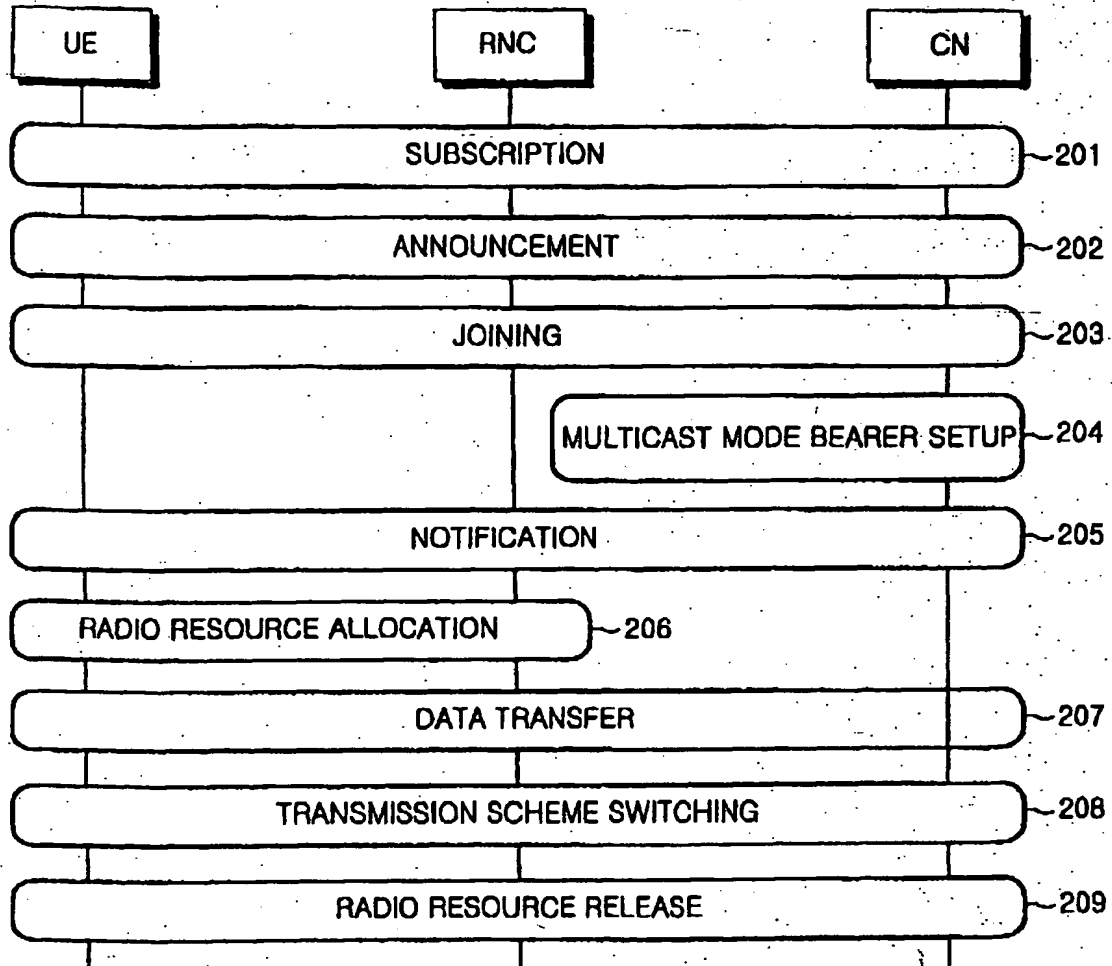 UE RNC CN
SUBSCRIPTION ~201
ANNOUNCEMENT ~202
JOINING ~203
MULTICAST MODE BEARER SETUP ~204
NOTIFICATION ~205
RADIO RESOURCE ALLOCATION ~206
DATA TRANSFER ~207
TRANSMISSION SCHEME SWITCHING ~208
RADIO RESOURCE RELEASE ~209